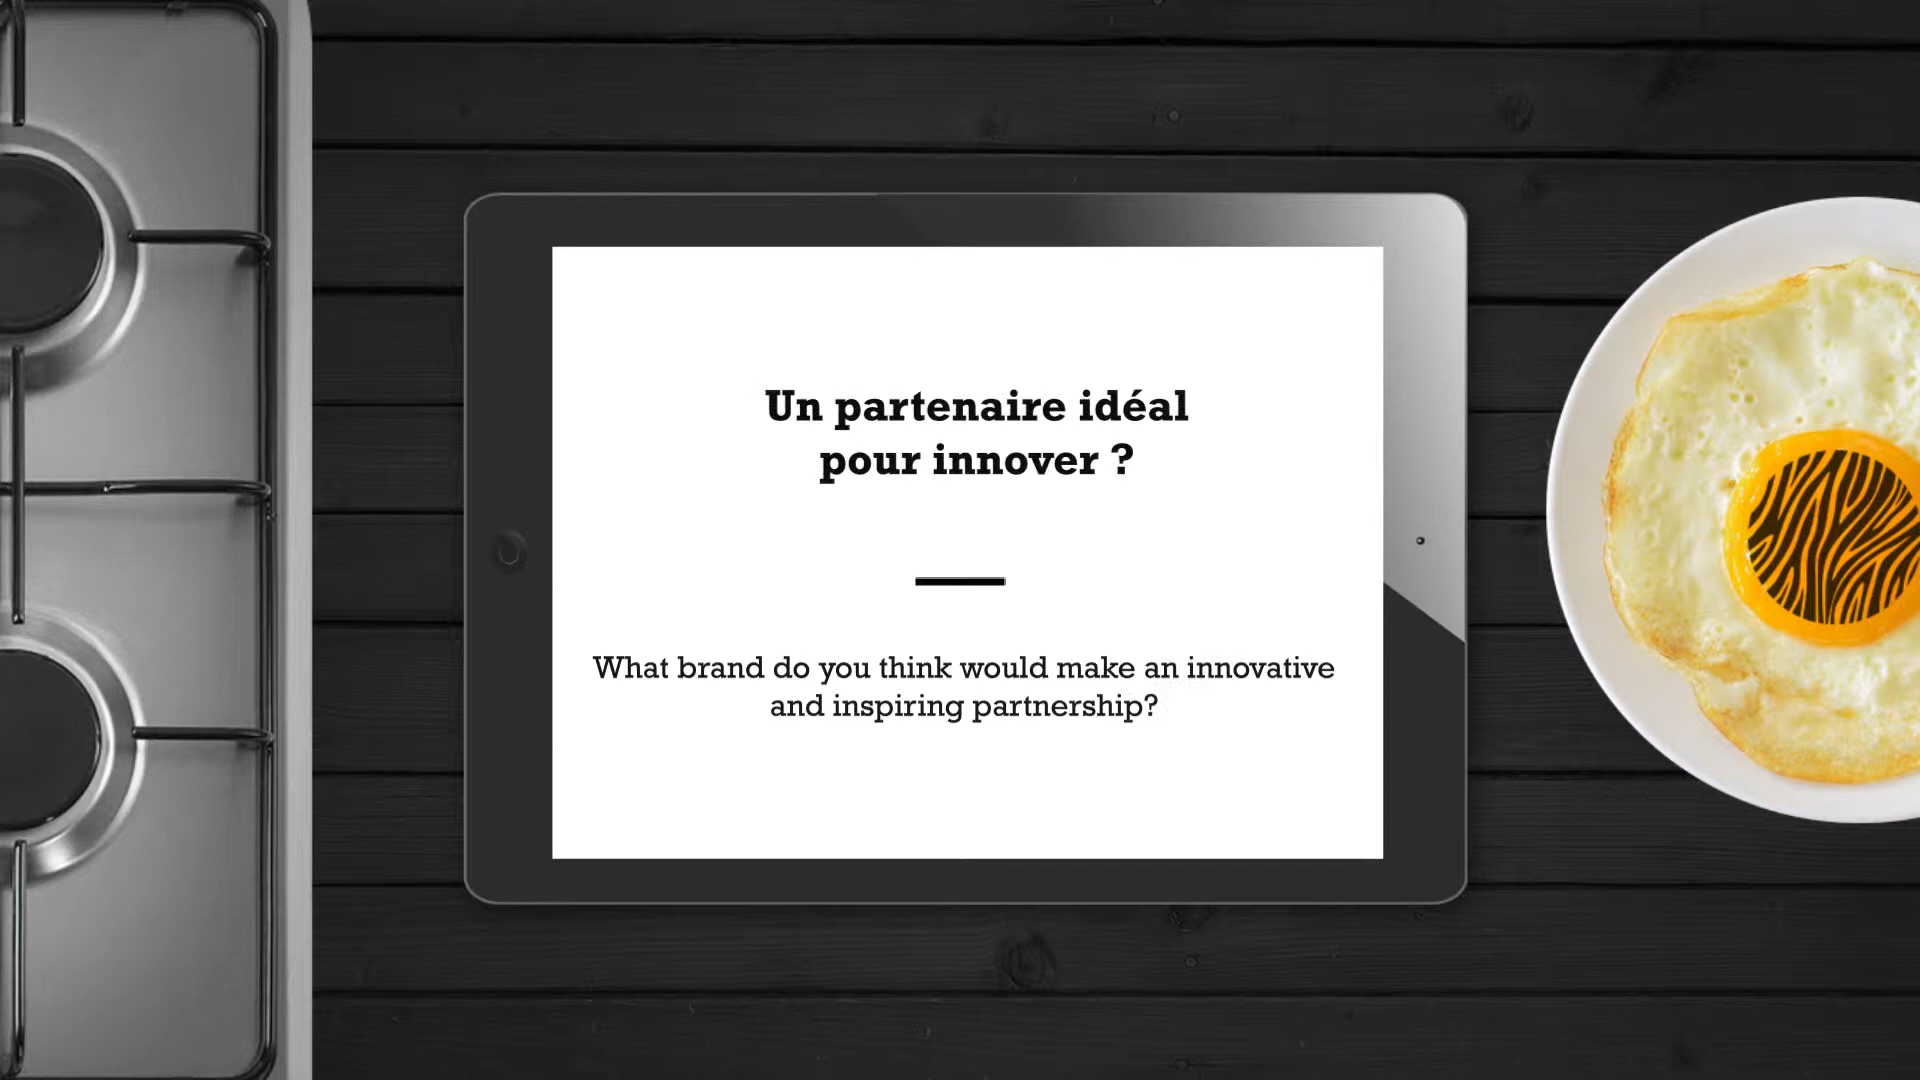 Un partenaire idéal
pour innover ?
What brand do you think would make an innovative
and inspiring partnership?